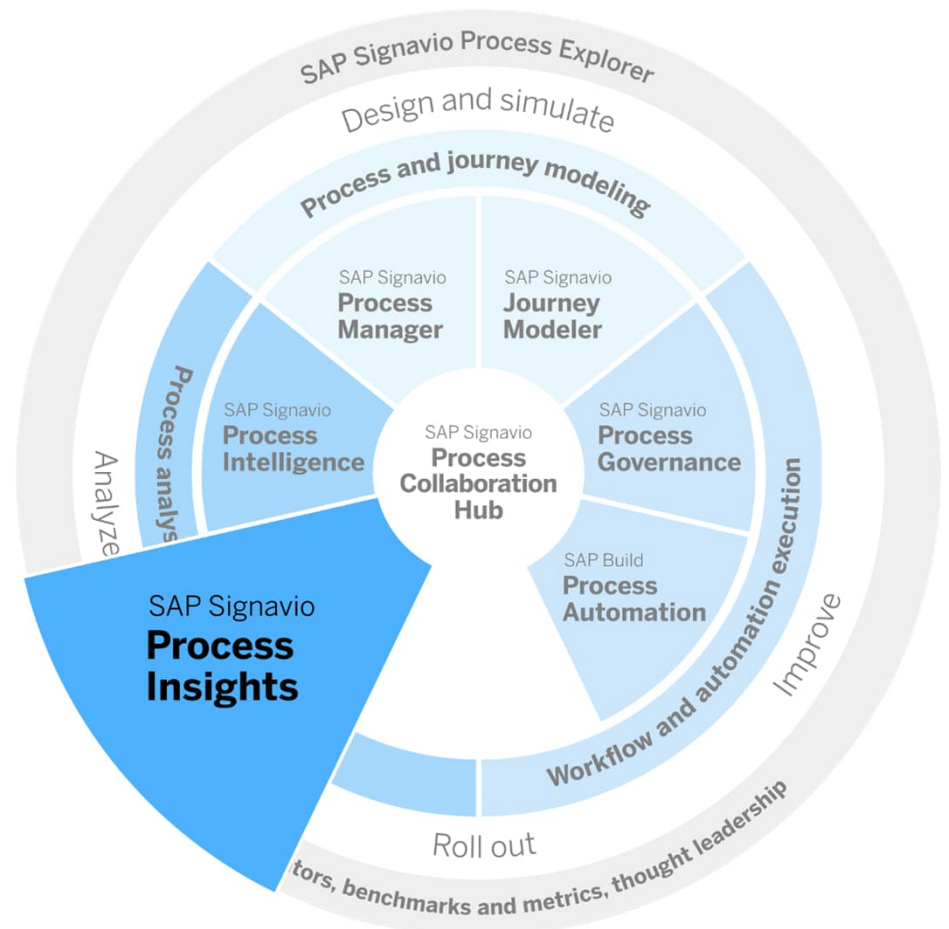 SAP Signavio Process Explorer
Design and simulate
Process and journey modeling
SAP Signavio
Process
Manager
SAP Signavio
Journey
Modeler
Process analys
Analyze
SAP Signavio
Process
Intelligence
SAP Signavio
Process
Collaboration
Hub
SAP Signavio
Process
Governance
SAP Build
Process
Automation
Workflow and automation execution
Improve
SAP Signavio
Process
Insights
Roll out
tors, benchmarks and metrics, thought leadership